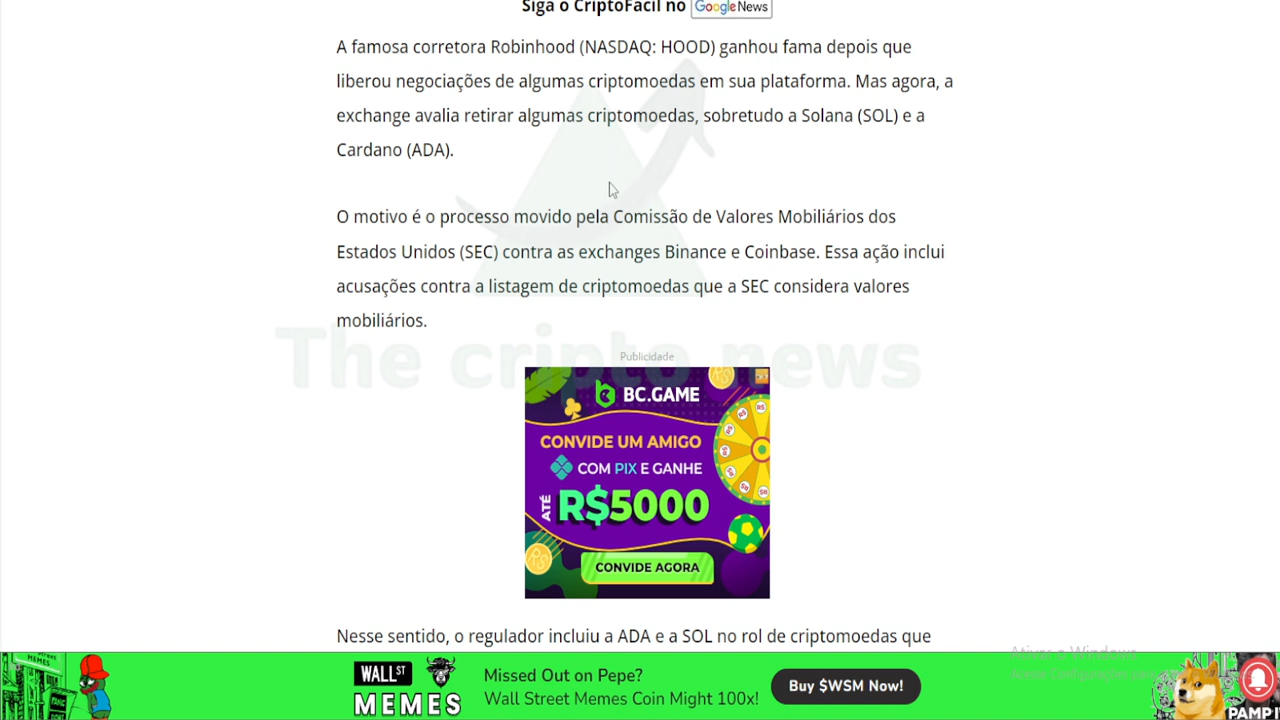 Siga o CriptoFacil no Google News
A famosa corretora Robinhood (NASDAQ: HOOD) ganhou fama depois que
liberou negociações de algumas criptomoedas em sua plataforma. Mas agora, a
exchange avalia retirar algumas criptomoedas, sobretudo a Solana (SOL) e a
Cardano (ADA).
O motivo é o processo movido pela Comissão de Valores Mobiliários dos
Estados Unidos (SEC) contra as exchanges Binance e Coinbase. Essa ação inclui
acusações contra a listagem de criptomoedas que a SEC considera valores
mobiliários.
The cripto news
Publicidade
BC.GAME
CONVIDE UM AMIGO
COM PIX E GANHE
ATÉ R$5000
CONVIDE AGORA
Nesse sentido, o regulador incluiu a ADA e a SOL no rol de criptomoedas que
Ativar o Windows
WALL ST
MEMES
Missed Out on Pepe?
Wall Street Memes Coin Might 100x!
Buy $WSM Now!
PAMP